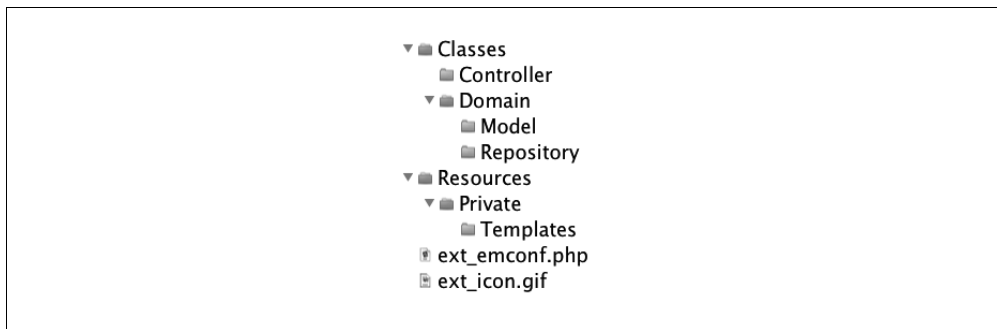 Classes
Controller
Domain
Model
Repository
Resources
Private
Templates
ext_emconf.php
ext_icon.gif